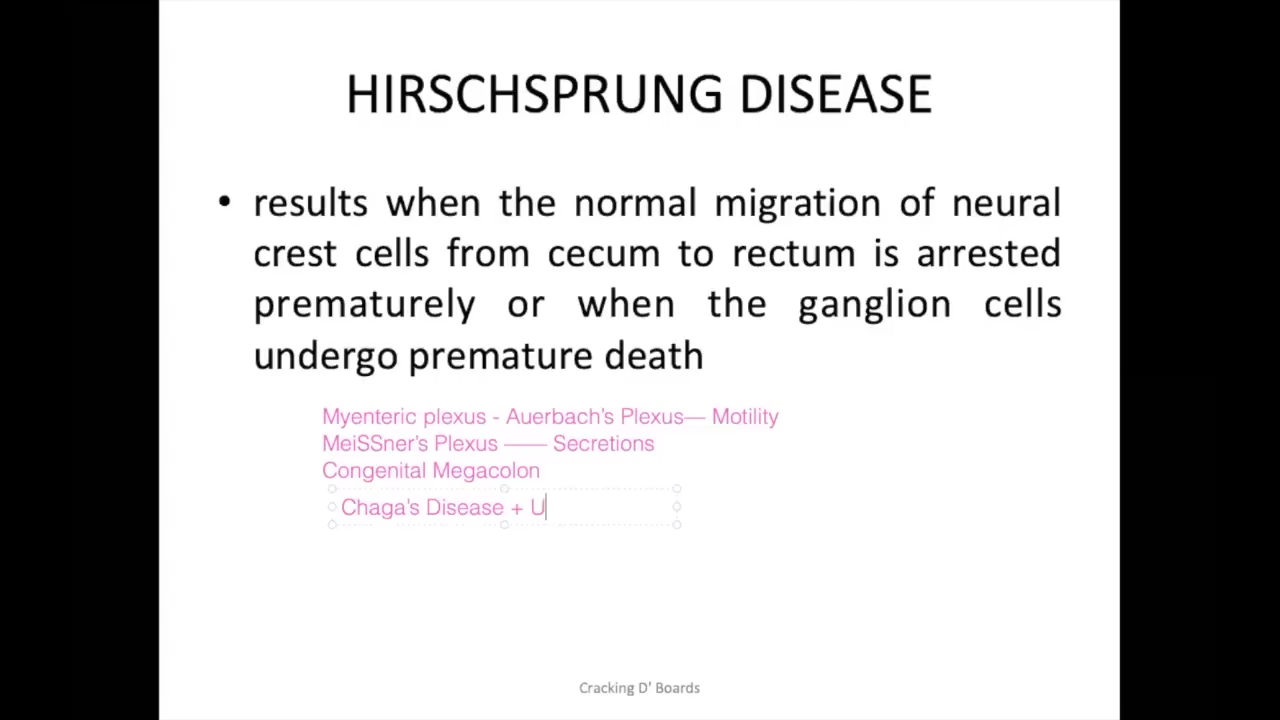 HIRSCHSPRUNG DISEASE
• results when the normal migration of neural
crest cells from cecum to rectum is arrested
prematurely or when the ganglion cells
undergo premature death
Myenteric plexus - Auerbach's Plexus— Motility
MeiSSner's Plexus —— Secretions
Congenital Megacolon
Chaga's Disease + U
Cracking D' Boards